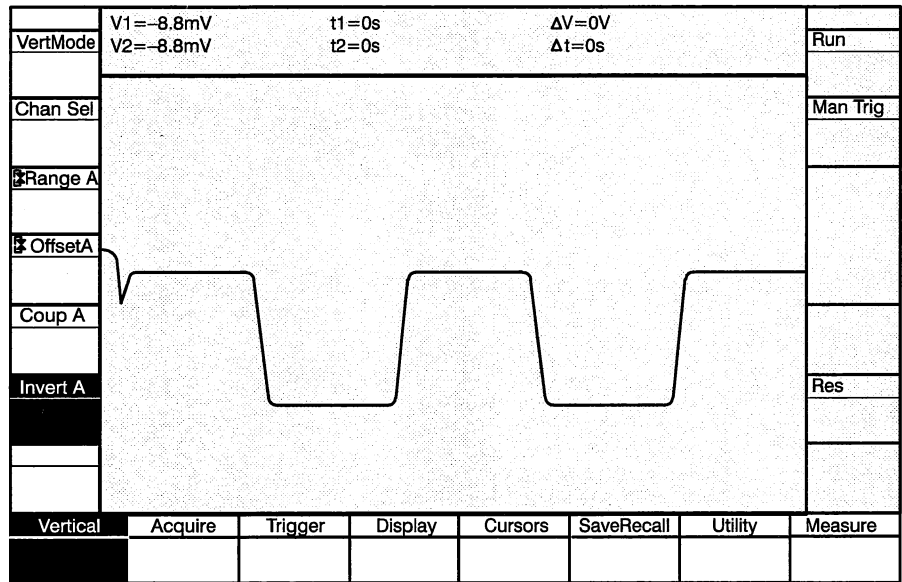 V1=–8.8mV t1=0s ΔV=0V
V2=–8.8mV t2=0s Δt=0s
VertMode
Chan Sel
Range A
OffsetA
Coup A
Invert A
Run
Man Trig
Res
Vertical Acquire Trigger Display Cursors SaveRecall Utility Measure